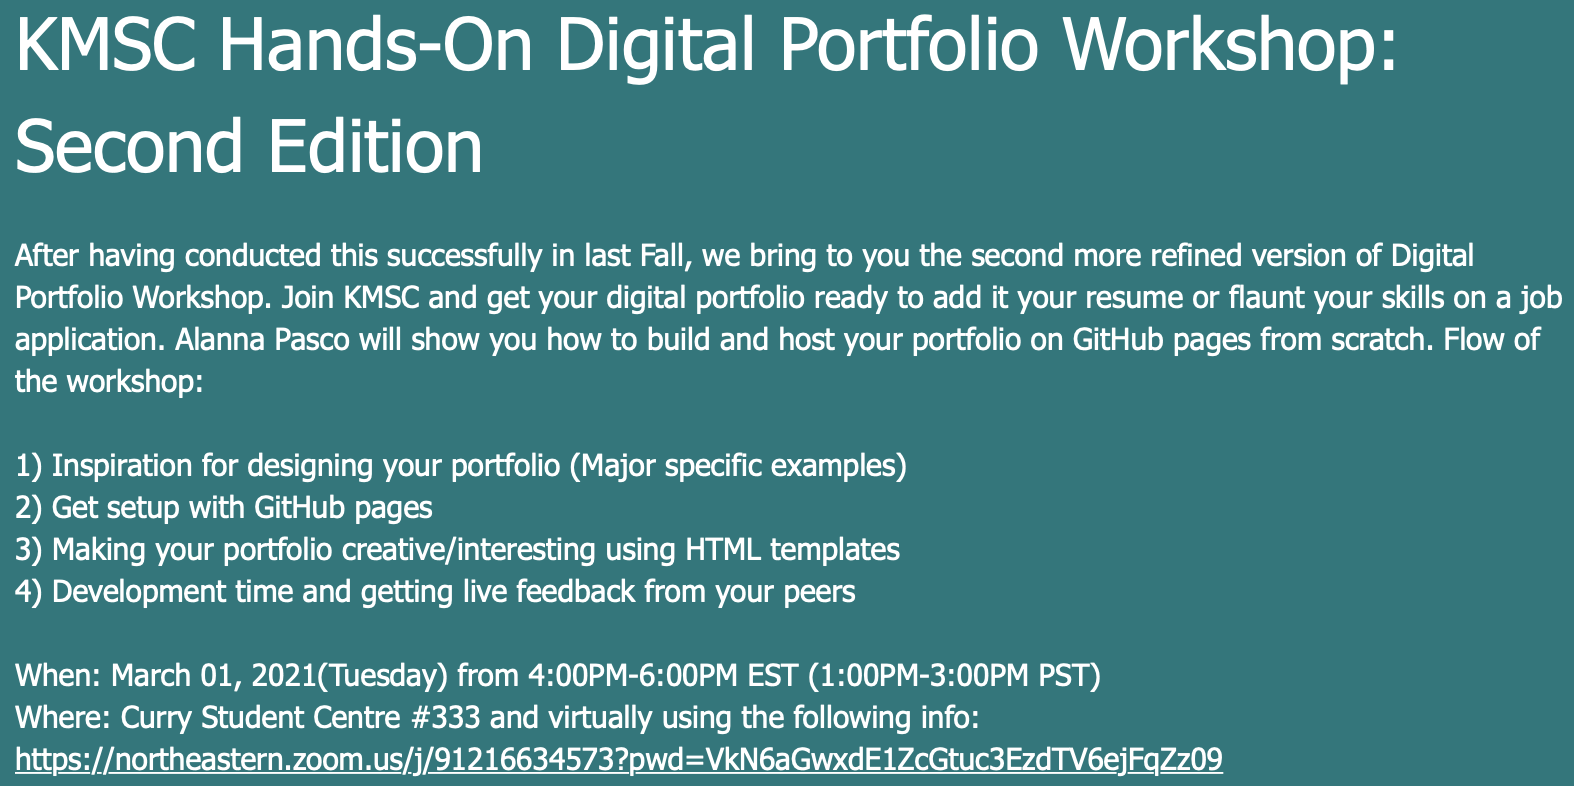 KMSC Hands-On Digital Portfolio Workshop:
Second Edition
After having conducted this successfully in last Fall, we bring to you the second more refined version of Digital
Portfolio Workshop. Join KMSC and get your digital portfolio ready to add it your resume or flaunt your skills on a job
application. Alanna Pasco will show you how to build and host your portfolio on GitHub pages from scratch. Flow of
the workshop:
1) Inspiration for designing your portfolio (Major specific examples)
2) Get setup with GitHub pages
3) Making your portfolio creative/interesting using HTML templates
4) Development time and getting live feedback from your peers
When: March 01, 2021(Tuesday) from 4:00PM-6:00PM EST (1:00PM-3:00PM PST)
Where: Curry Student Centre #333 and virtually using the following info:
https://northeastern.zoom.us/j/91216634573?pwd=VkN6aGwxdE1ZcGtuc3EzdTV6ejFqZz09